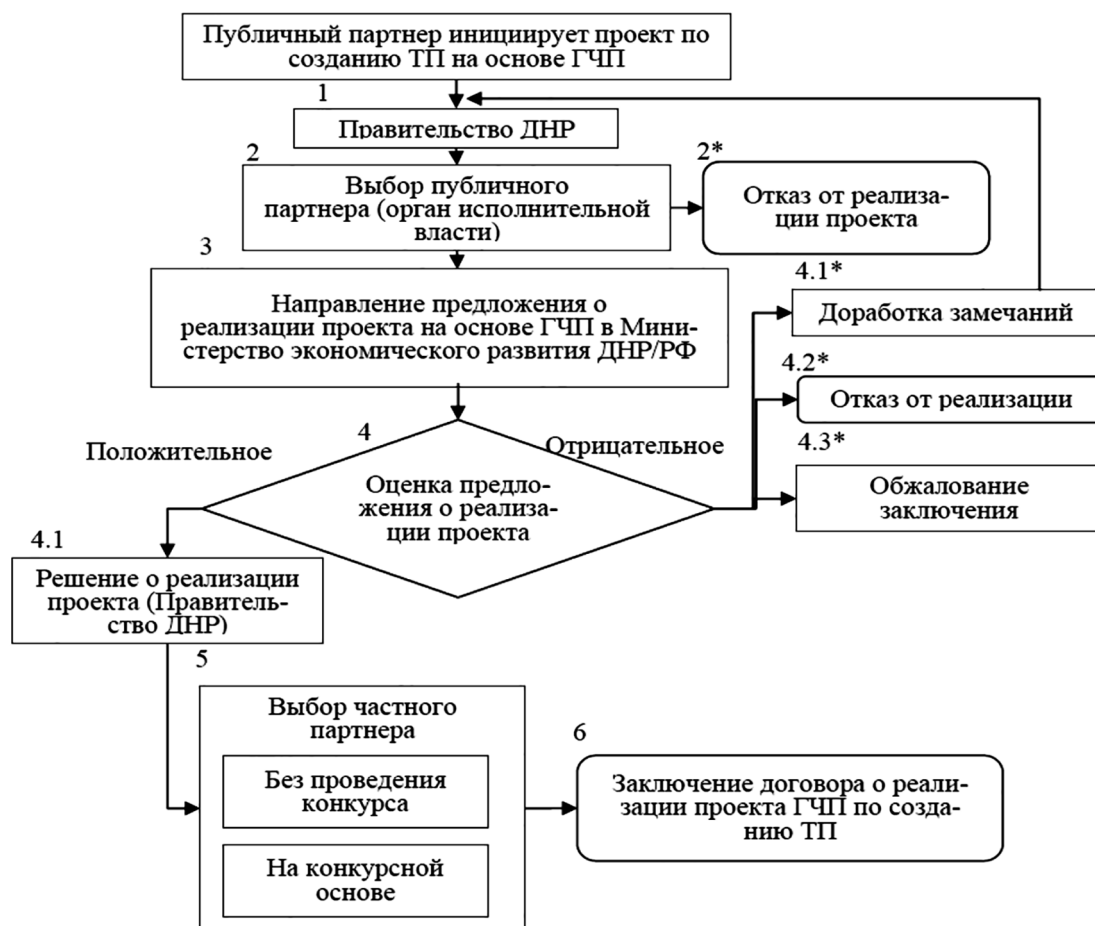 Публичный партнер инициирует проект по
созданию ТП на основе ГЧП
1
Правительство ДНР
2
Выбор публичного
партнера (орган исполнительной
власти)
2*
Отказ от реализа-
ции проекта
3
Направление предложения о
реализации проекта на основе ГЧП в Мини-
стерство экономического развития ДНР/РФ
4.1*
Доработка замечаний
4.2*
Отказ от реализации
4.3*
Обжалование
заключения
4
Положительное
Отрицательное
Оценка предло-
жения о реализа-
ции проекта
4.1
Решение о реализации
проекта (Правитель-
ство ДНР)
5
Выбор частного
партнера
Без проведения
конкурса
На конкурсной
основе
6
Заключение договора о реали-
зации проекта ГЧП по созда-
нию ТП